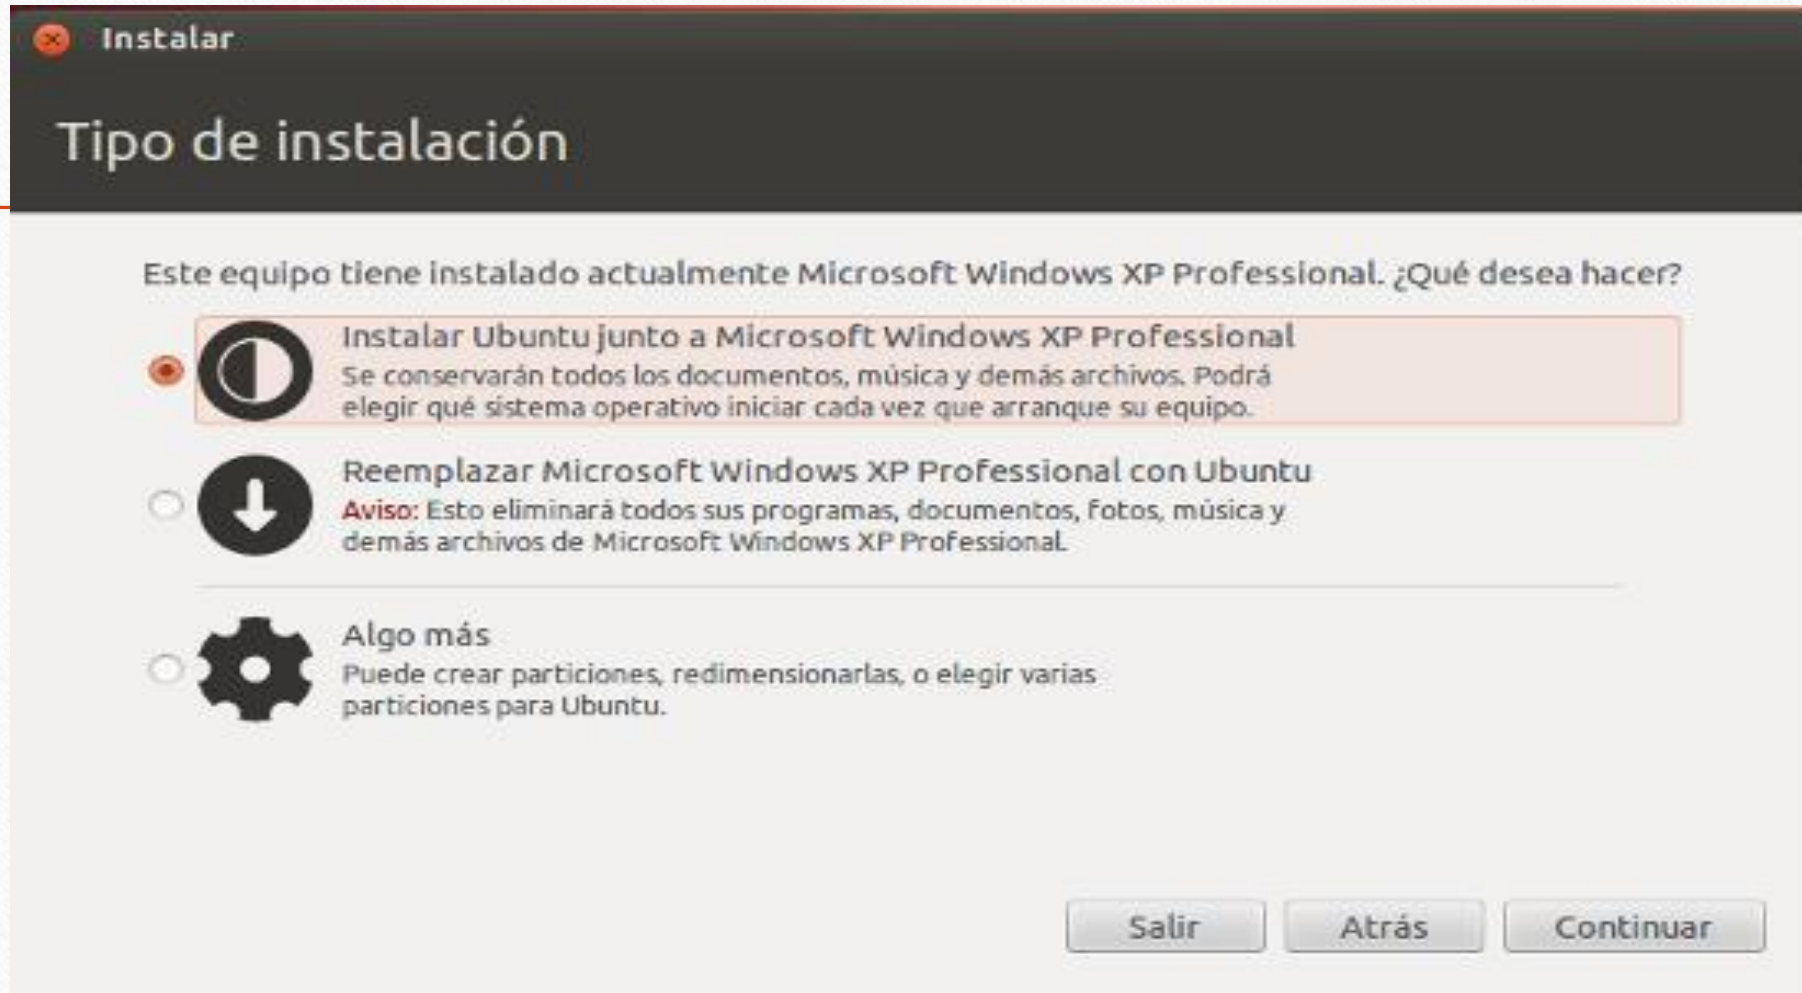 Instalar
Tipo de instalación
Este equipo tiene instalado actualmente Microsoft Windows XP Professional. ¿Qué desea hacer?
Instalar Ubuntu junto a Microsoft Windows XP Professional
Se conservarán todos los documentos, música y demás archivos. Podrá
elegir qué sistema operativo iniciar cada vez que arranque su equipo.
Reemplazar Microsoft Windows XP Professional con Ubuntu
Aviso: Esto eliminará todos sus programas, documentos, fotos, música y
demás archivos de Microsoft Windows XP Professional.
Algo más
Puede crear particiones, redimensionarlas, o elegir varias
particiones para Ubuntu.
Salir
Atrás
Continuar